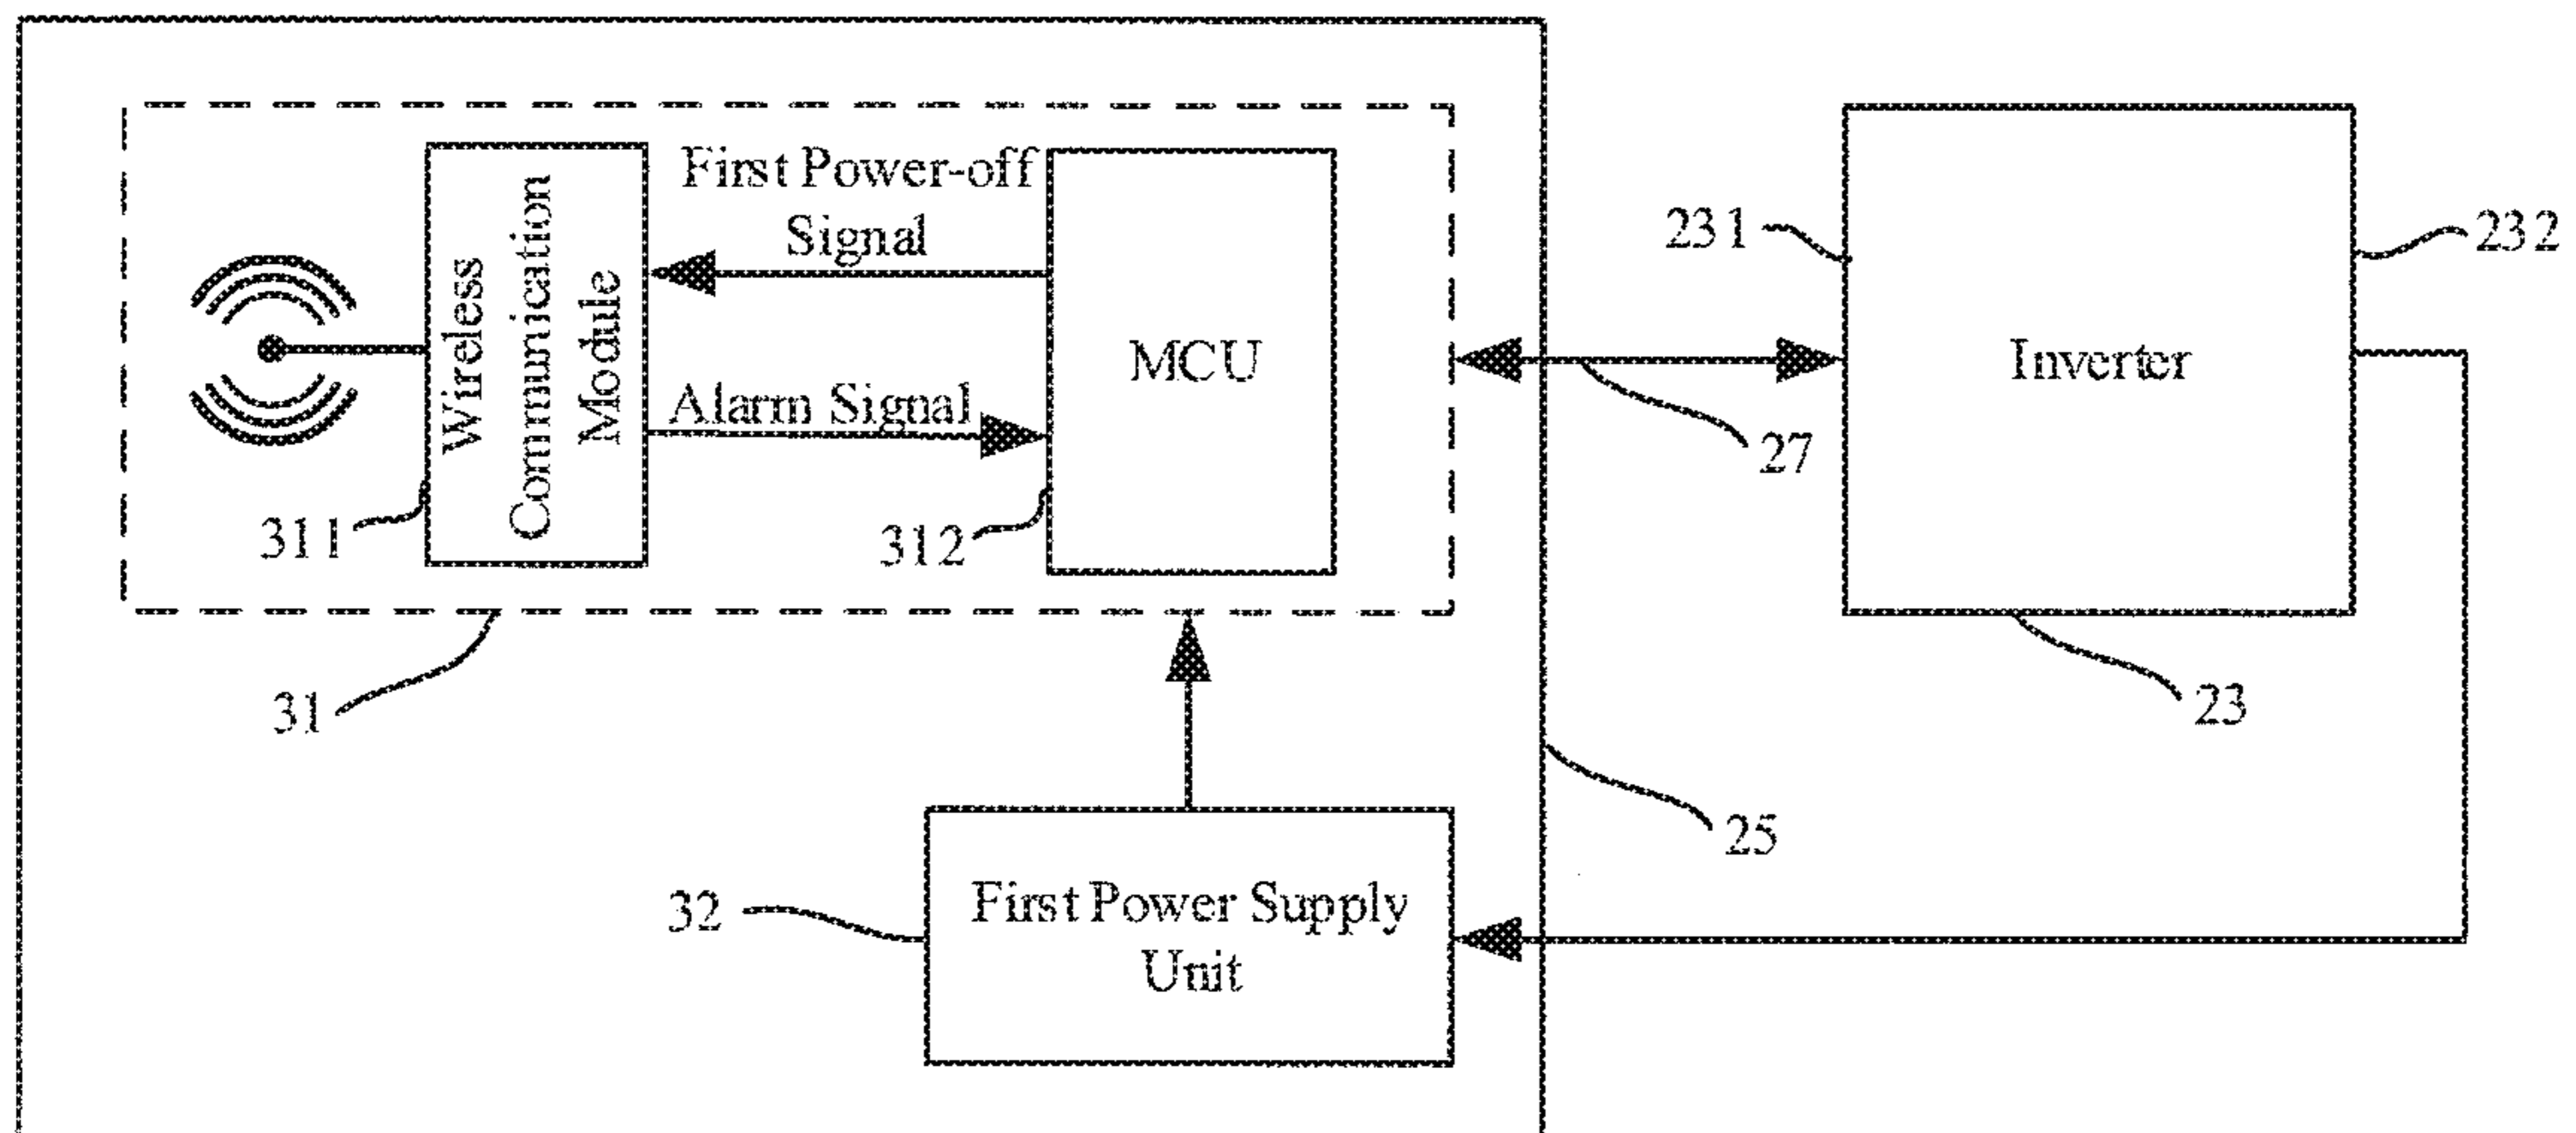 First Power-off
Signal
Wireless
Communication
Module
MCU
Alarm Signal
311
312
31
27
231
Inverter
232
23
25
32
First Power Supply
Unit